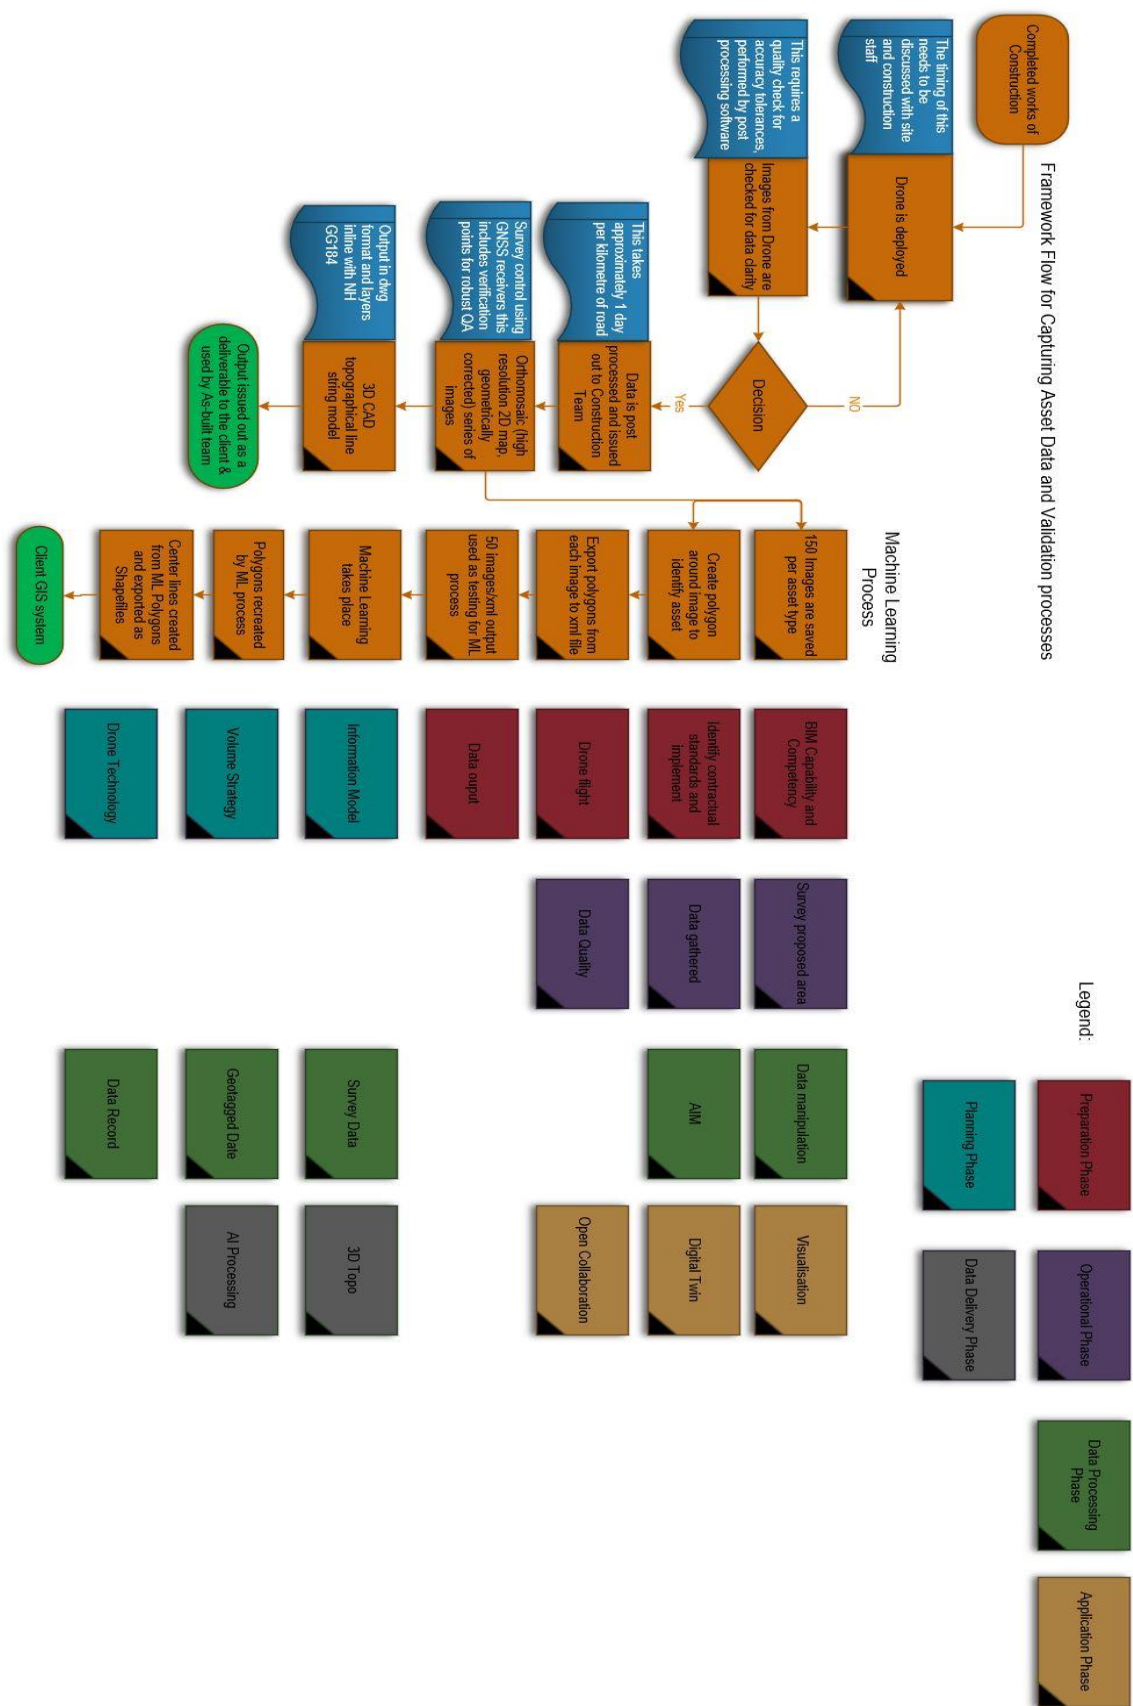 Framework Flow for Capturing Asset Data and Validation processes
Completed works of
Construction
The timing of this
needs to be
discussed with site
and construction
staff
Drone is deployed
This requires a
quality check for
accuracy tolerances,
performed by post
processing software
Images from Drone are
checked for data clarity
Decision
NO
Yes
This takes
approximately 1 day
per kilometre of road
Data is post
processed and issued
out to Construction
Team
Survey control using
GNSS receivers this
includes verification
points for robust QA
Orthomosaic (high
resolution 2D map,
geometrically
corrected) series of
images
Output in dwg
format and layers
inline with NH
GG184
3D CAD
topographical line
string model
Output issued out as a
deliverable to the client &
used by As-built team
Machine Learning
Process
150 Images are saved
per asset type
Create polygon
around image to
identify asset
Export polygons from
each image to xml file
50 images/xml output
used as testing for ML
process
Machine Learning
takes place
Polygons recreated
by ML process
Center lines created
from ML Polygons
and exported as
Shapefiles
Client GIS system
BIM Capability and
Competency
Identify contractual
standards and
implement
Drone flight
Data ouput
Information Model
Volume Strategy
Drone Technology
Survey proposed area
Data gathered
Data Quality
Data manipulation
AIM
Survey Data
Geotagged Date
Data Record
Visualisation
Digital Twin
Open Collaboration
3D Topo
AI Processing
Legend:
Preparation Phase
Operational Phase
Data Processing
Phase
Application Phase
Planning Phase
Data Delivery Phase